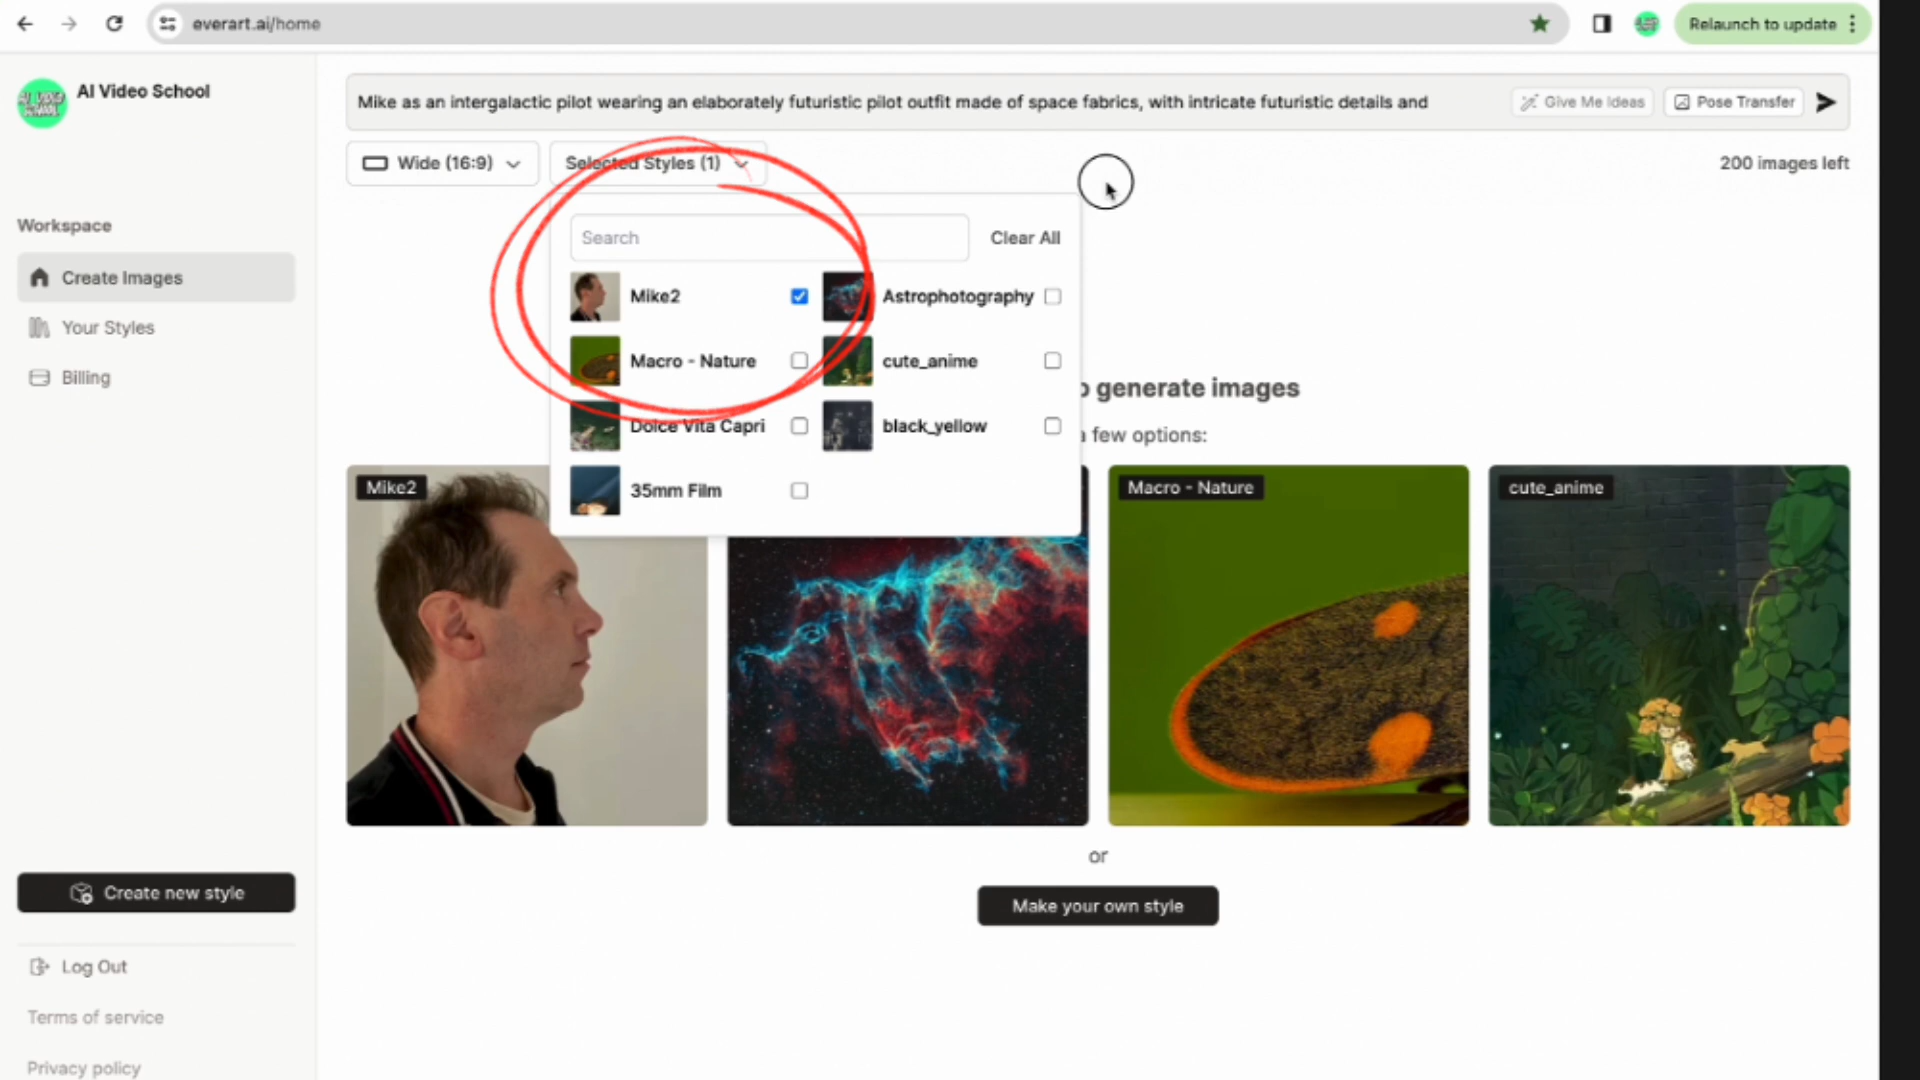 everart.ai/home
Relaunch to update
AI Video School
Mike as an intergalactic pilot wearing an elaborately futuristic pilot outfit made of space fabrics, with intricate futuristic details and
Give Me Ideas
Pose Transfer
Wide (16:9)
Selected Styles (1)
200 images left
Workspace
Create Images
Your Styles
Billing
Search
Clear All
Mike2
Astrophotography
Macro - Nature
cute_anime
Dolce Vita Capri
black_yellow
35mm Film
generate images
few options:
Mike2
Macro - Nature
cute_anime
or
Make your own style
Create new style
Log Out
Terms of service
Privacy policy